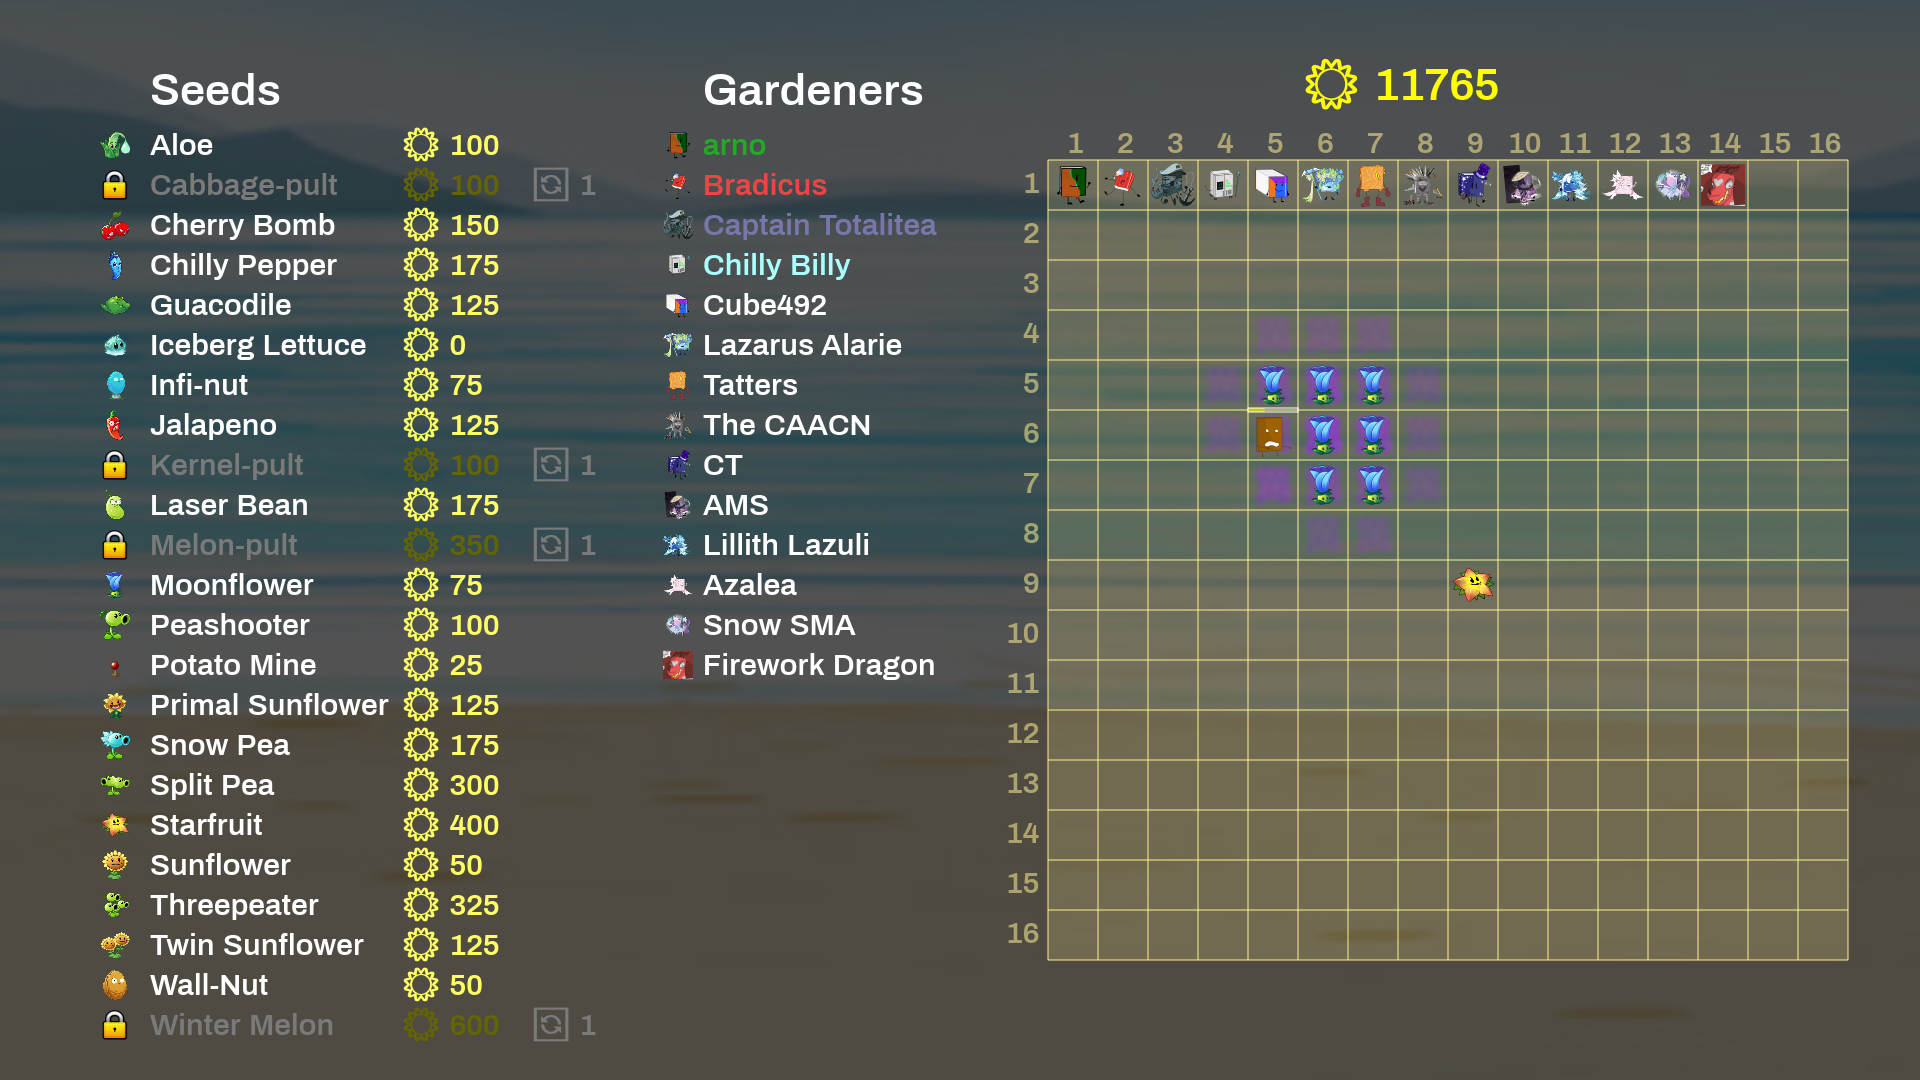 Seeds
Aloe 100
Cabbage-pult 100 1
Cherry Bomb 150
Chilly Pepper 175
Guacodile 125
Iceberg Lettuce 0
Infi-nut 75
Jalapeno 125
Kernel-pult 100 1
Laser Bean 175
Melon-pult 350 1
Moonflower 75
Peashooter 100
Potato Mine 25
Primal Sunflower 125
Snow Pea 175
Split Pea 300
Starfruit 400
Sunflower 50
Threepeater 325
Twin Sunflower 125
Wall-Nut 50
Winter Melon 600 1
Gardeners
arno
Bradicus
Captain Totalitea
Chilly Billy
Cube492
Lazarus Alarie
Tatters
The CAACN
CT
AMS
Lillith Lazuli
Azalea
Snow SMA
Firework Dragon
11765
1 2 3 4 5 6 7 8 9 10 11 12 13 14 15 16
1
2
3
4
5
6
7
8
9
10
11
12
13
14
15
16